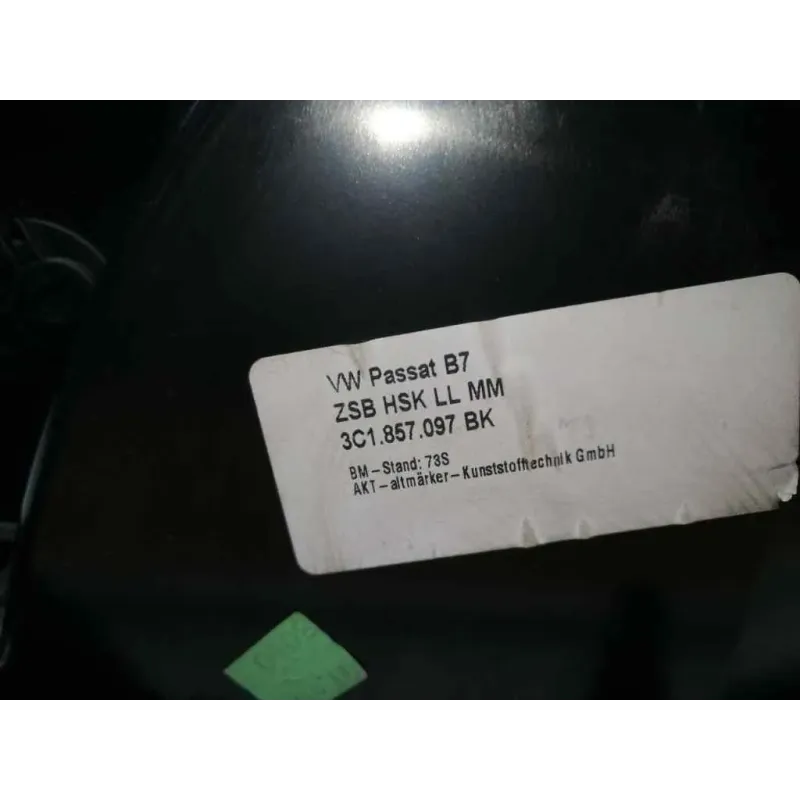 VW Passat B7
ZSB HSK LL MM
3C1.857.097 BK
BM-Stand: 73S
AKT-altmärker-Kunststofftechnik GmbH